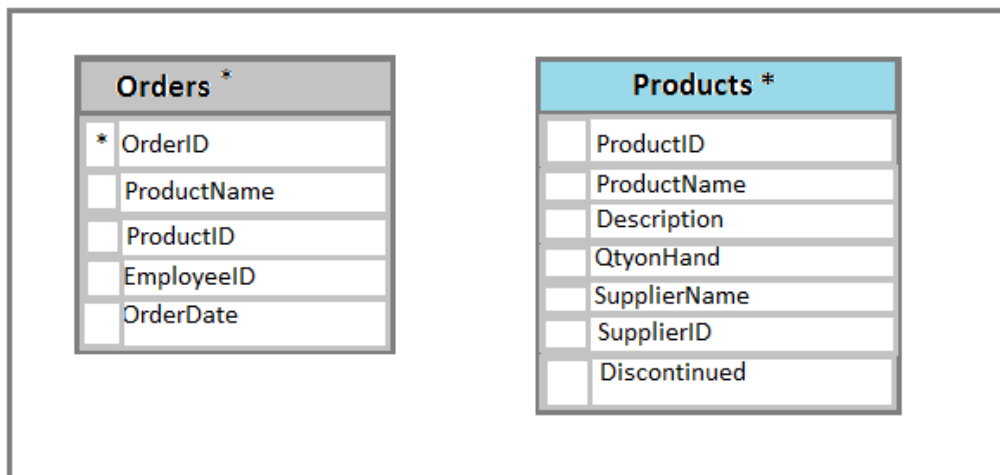 Orders *
* OrderID
ProductName
ProductID
EmployeeID
OrderDate
Products *
ProductID
ProductName
Description
QtyonHand
SupplierName
SupplierID
Discontinued